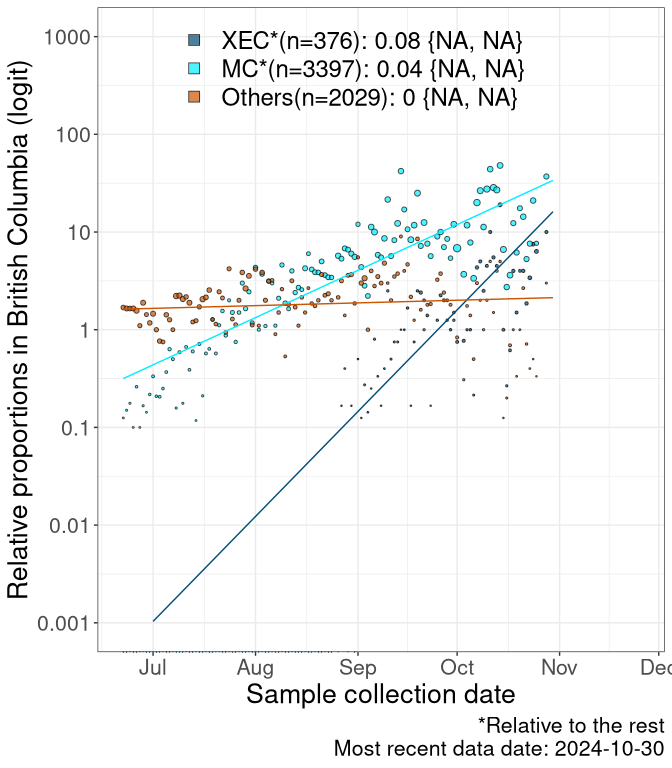 Relative proportions in British Columbia (logit)
1000
100
10
1
0.1
0.01
0.001
XEC*(n=376): 0.08 {NA, NA}
MC*(n=3397): 0.04 {NA, NA}
Others(n=2029): 0 {NA, NA}
Jul Aug Sep Oct Nov Dec
Sample collection date
*Relative to the rest
Most recent data date: 2024-10-30